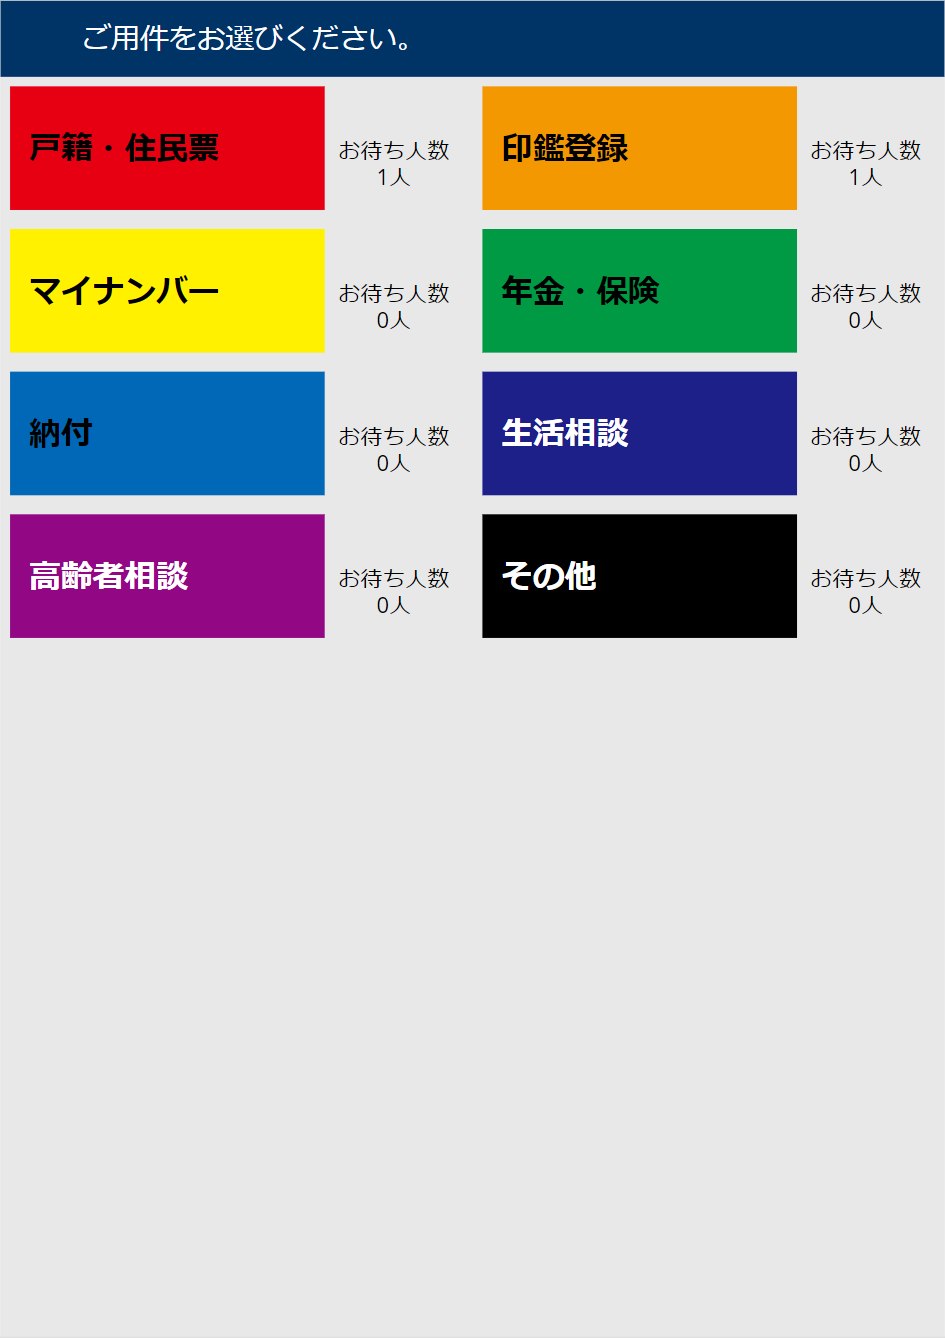 ご用件をお選びください。
戸籍・住民票
お待ち人数
1人
印鑑登録
お待ち人数
1人
マイナンバー
お待ち人数
0人
年金・保険
お待ち人数
0人
納付
お待ち人数
0人
生活相談
お待ち人数
0人
高齢者相談
お待ち人数
0人
その他
お待ち人数
0人